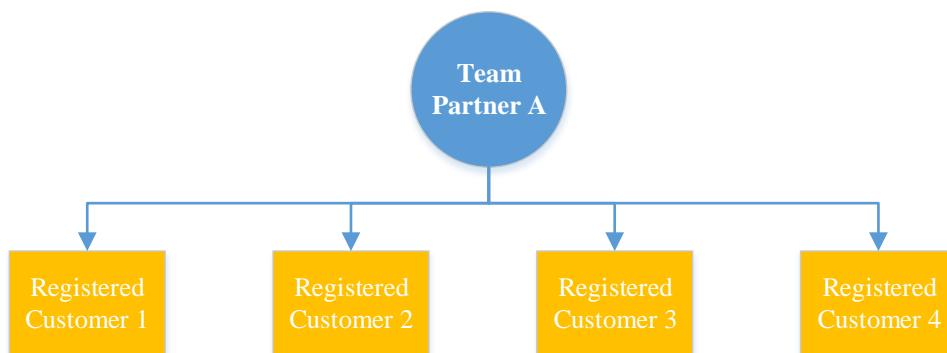 Team
Partner A
Registered
Customer 1
Registered
Customer 2
Registered
Customer 3
Registered
Customer 4